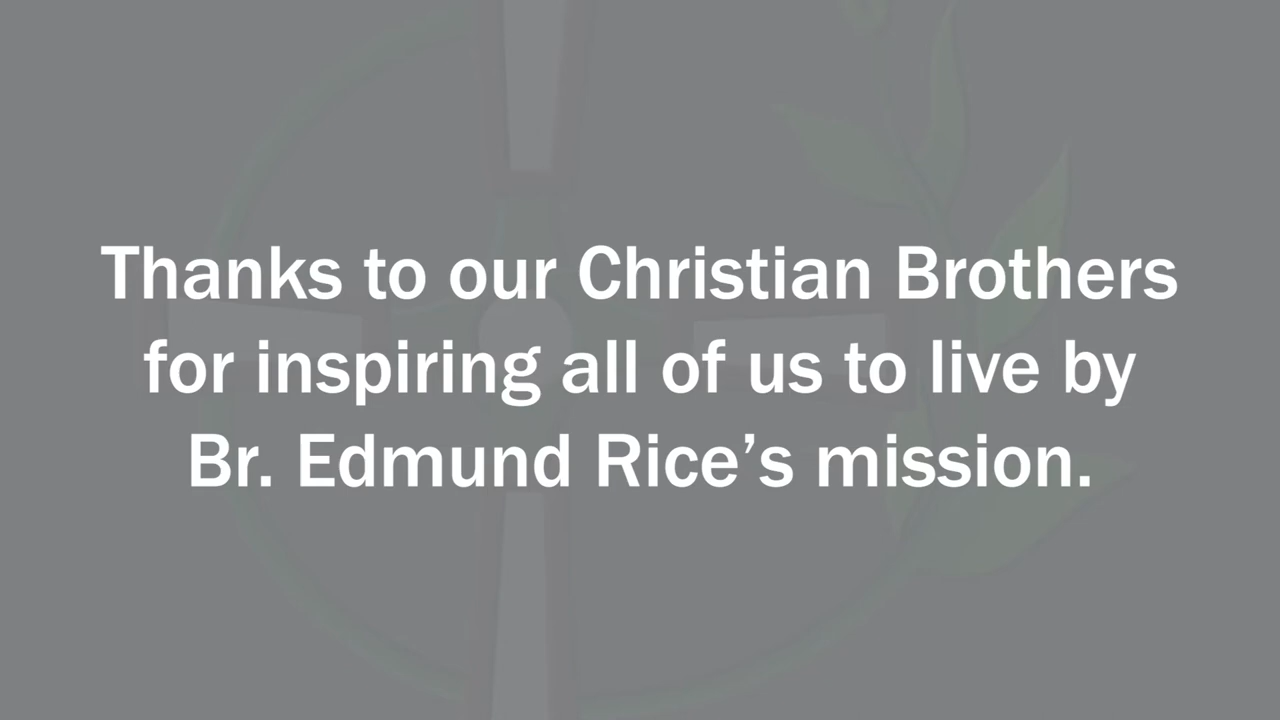 Thanks to our Christian Brothers
for inspiring all of us to live by
Br. Edmund Rice’s mission.